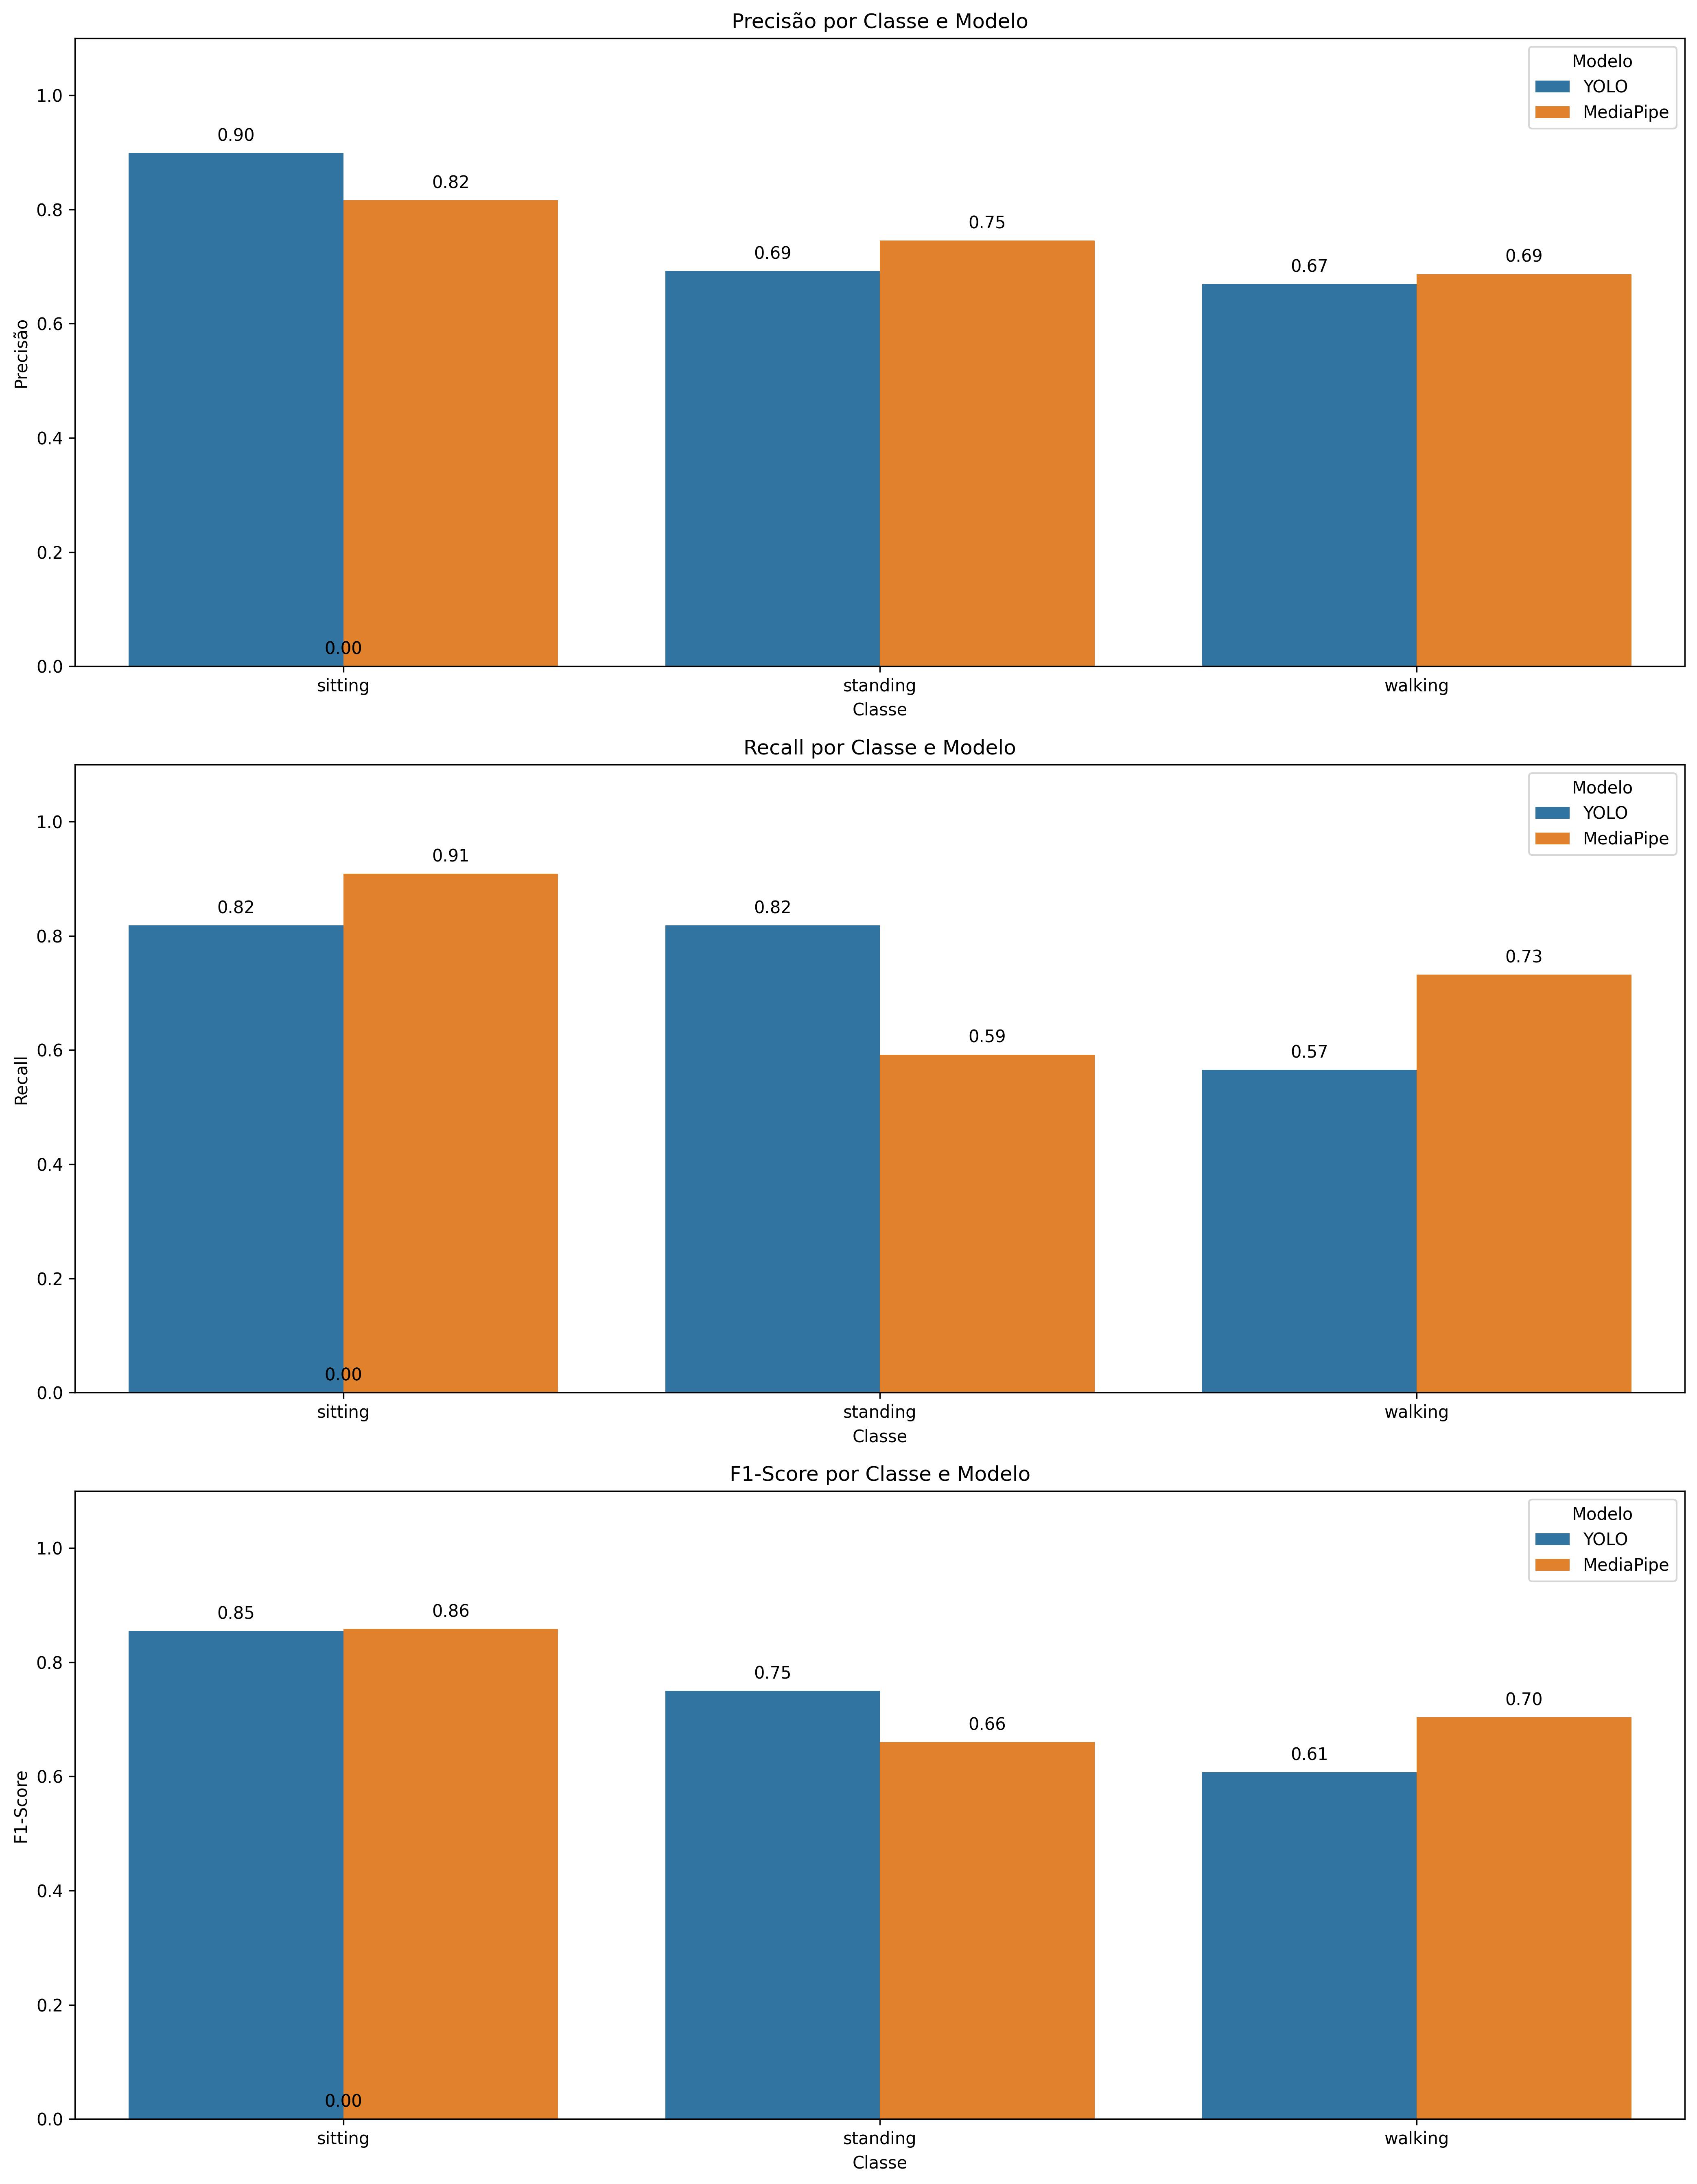 Precisão por Classe e Modelo
Modelo
YOLO
MediaPipe
1.0
0.8
0.6
0.4
0.2
0.0
Precisão
0.90
0.82
0.69
0.75
0.67
0.69
0.00
sitting
standing
walking
Classe
Recall por Classe e Modelo
Modelo
YOLO
MediaPipe
1.0
0.8
0.6
0.4
0.2
0.0
Recall
0.82
0.91
0.82
0.59
0.57
0.73
0.00
sitting
standing
walking
Classe
F1-Score por Classe e Modelo
Modelo
YOLO
MediaPipe
1.0
0.8
0.6
0.4
0.2
0.0
F1-Score
0.85
0.86
0.75
0.66
0.61
0.70
0.00
sitting
standing
walking
Classe